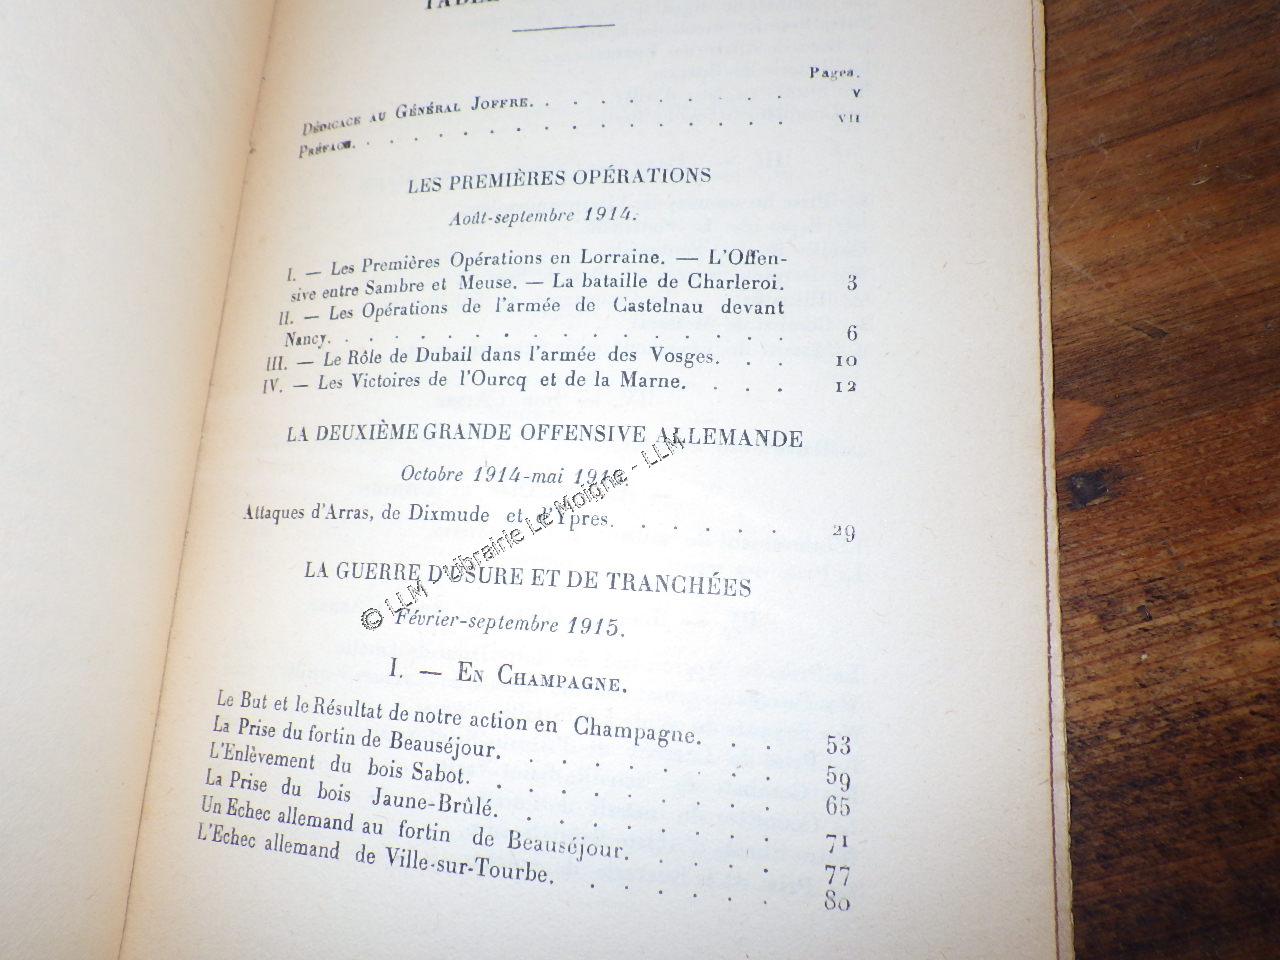 TABLE
Pages.
DÉDICACE AU GÉNÉRAL JOFFRE. . . . . . . . . . V
PRÉFACE. . . . . . . . . . . . . . . . VII
LES PREMIÈRES OPÉRATIONS
Août-septembre 1914.
I. — Les Premières Opérations en Lorraine. — L'Offen-
sive entre Sambre et Meuse. — La bataille de Charleroi. 3
II. — Les Opérations de l'armée de Castelnau devant
Nancy. . . . . . . . . . . . . . . . 6
III. — Le Rôle de Dubail dans l'armée des Vosges. . . 10
IV. — Les Victoires de l'Ourcq et de la Marne. . . . 12
LA DEUXIÈME GRANDE OFFENSIVE ALLEMANDE
Octobre 1914-mai
Attaques d'Arras, de Dixmude et d'Ypres. . . . . . 29
LA GUERRE D'USURE ET DE TRANCHÉES
Février-septembre 1915.
I. — EN CHAMPAGNE.
Le But et le Résultat de notre action en Champagne. . . 53
La Prise du fortin de Beauséjour. . . . . . . . . 59
L'Enlèvement du bois Sabot. . . . . . . . . . 65
La Prise du bois Jaune-Brûlé. . . . . . . . . 71
Un Echec allemand au fortin de Beauséjour. . . . . 77
L'Echec allemand de Ville-sur-Tourbe. . . . . . . 80
© LLM - Librairie Le Moigne - LLM